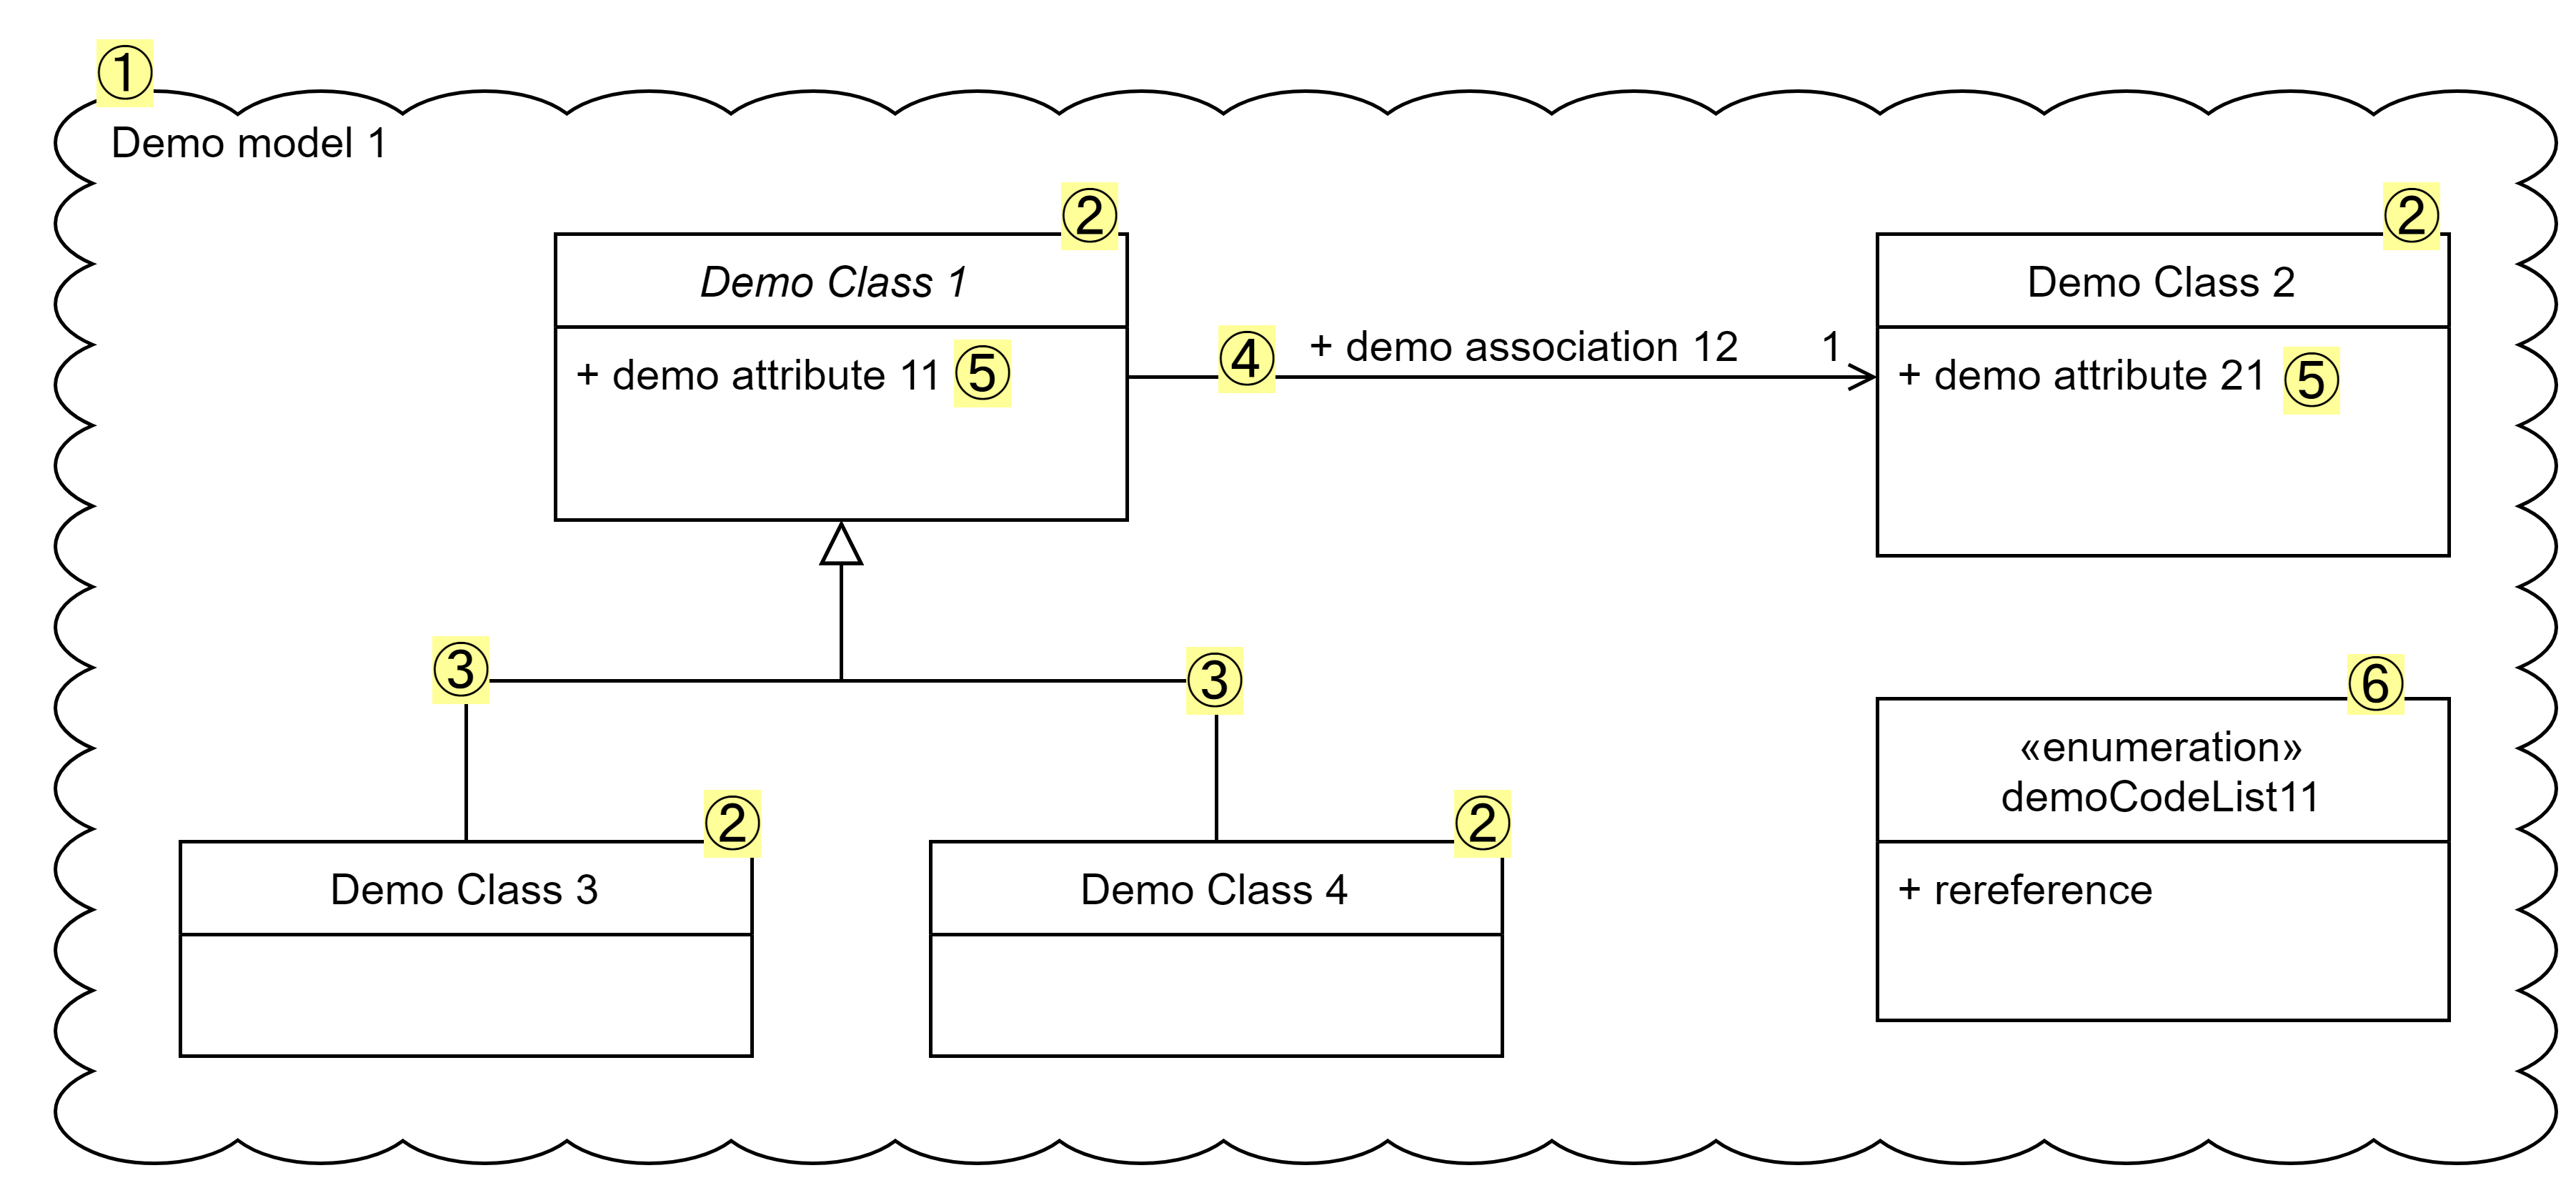 ①
Demo model 1
②
Demo Class 1
+ demo attribute 11 ⑤
④ + demo association 12 1
②
Demo Class 2
+ demo attribute 21 ⑤
③
③
②
Demo Class 3
②
Demo Class 4
⑥
«enumeration»
demoCodeList11
+ rereference